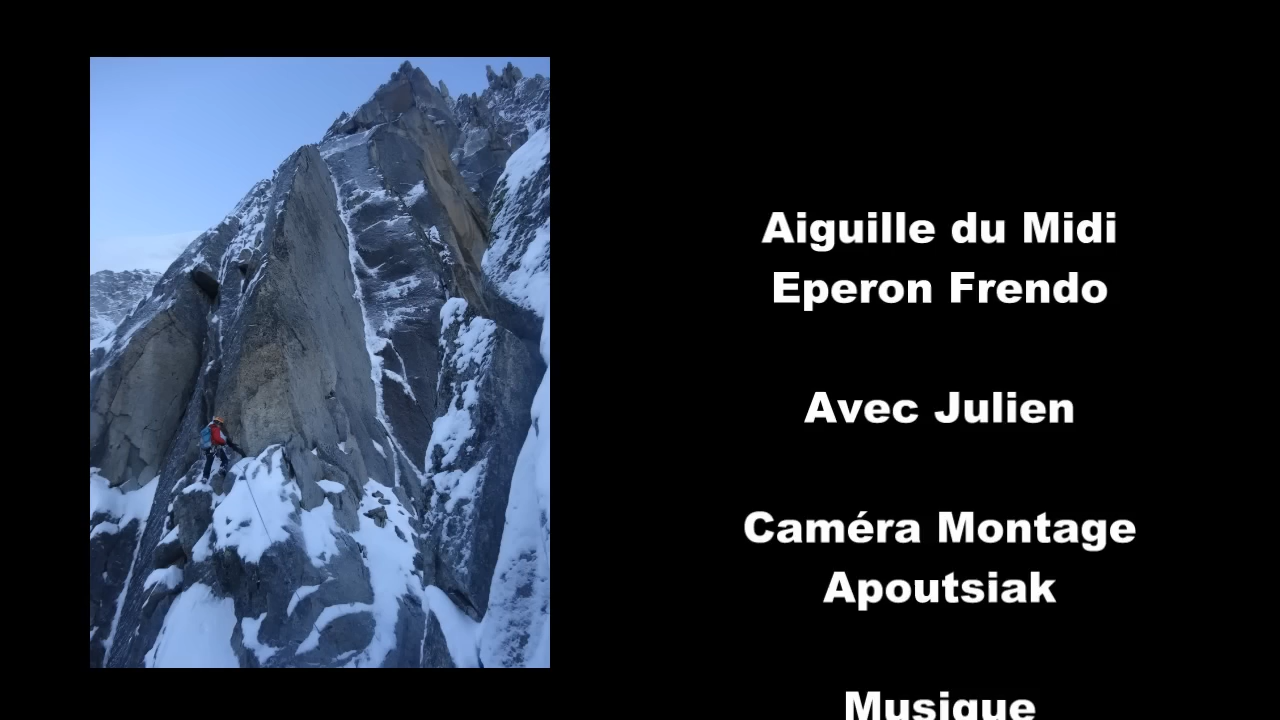 Aiguille du Midi
Eperon Frendo
Avec Julien
Caméra Montage
Apoutsiak
Musique